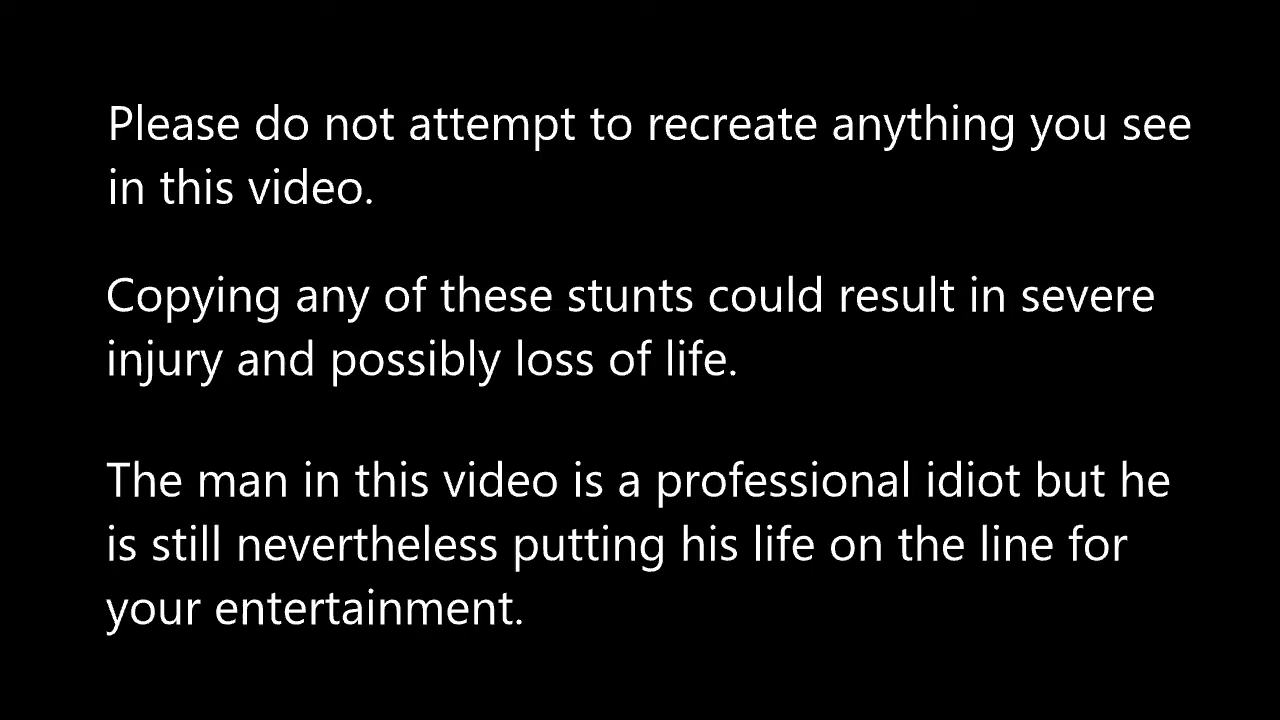 Please do not attempt to recreate anything you see
in this video.
Copying any of these stunts could result in severe
injury and possibly loss of life.
The man in this video is a professional idiot but he
is still nevertheless putting his life on the line for
your entertainment.